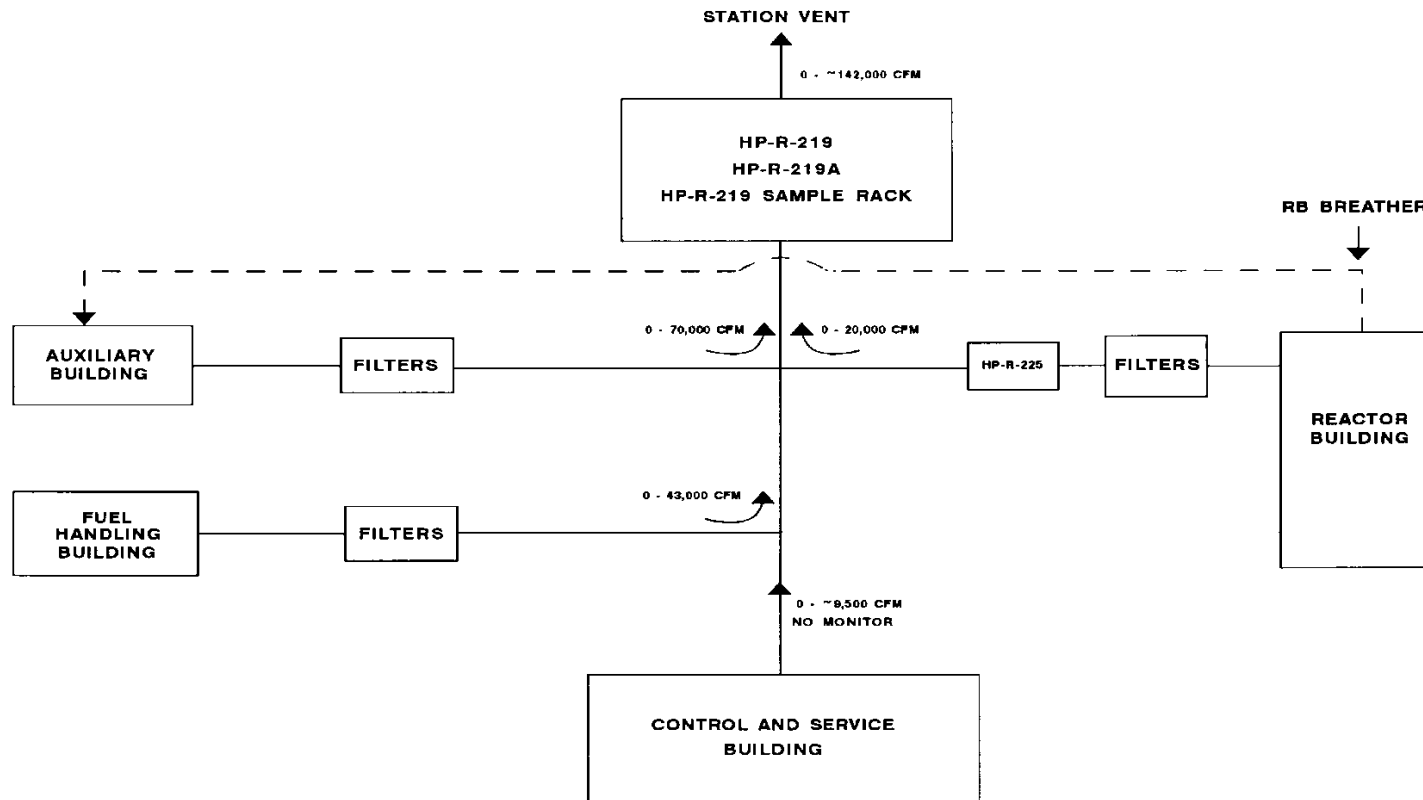 STATION VENT
0 - ~142,000 CFM
HP-R-219
HP-R-219A
HP-R-219 SAMPLE RACK
RB BREATHER
0 - 70,000 CFM
0 - 20,000 CFM
AUXILIARY
BUILDING
FILTERS
HP-R-225
FILTERS
REACTOR
BUILDING
0 - 43,000 CFM
FUEL
HANDLING
BUILDING
FILTERS
0 - ~9,500 CFM
NO MONITOR
CONTROL AND SERVICE
BUILDING